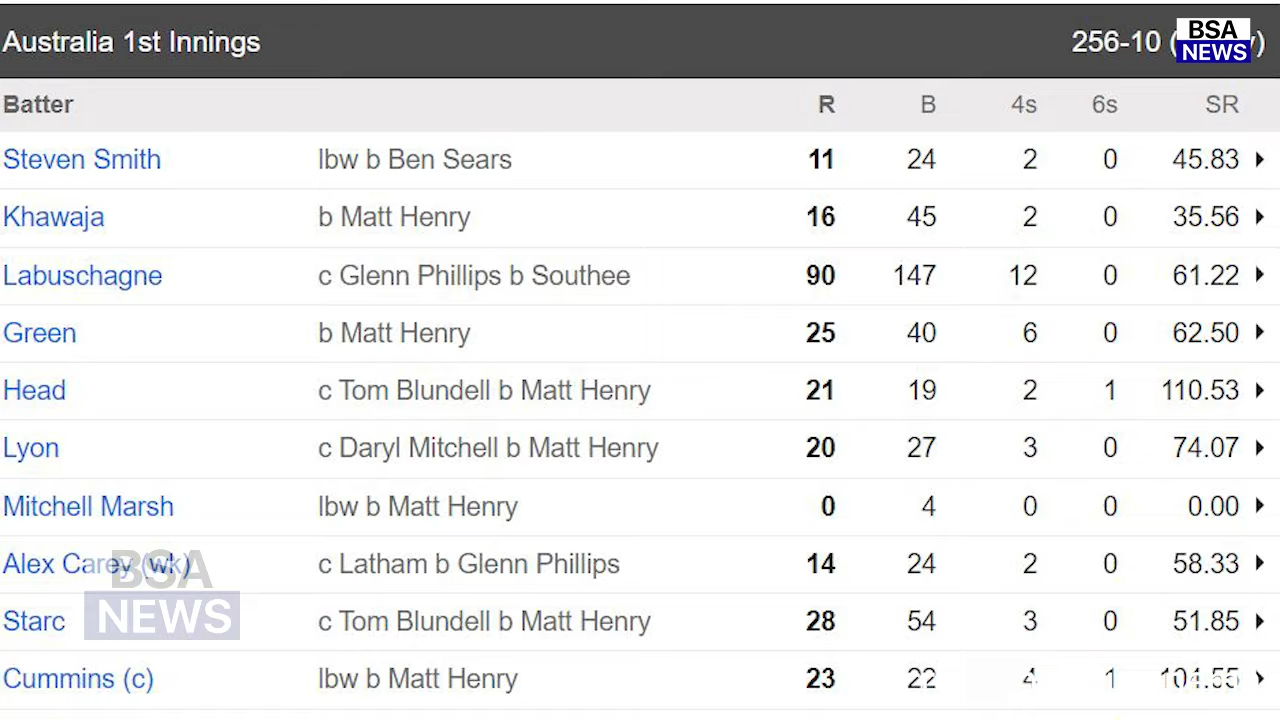 Australia 1st Innings 256-10 (
BSA
NEWS
Batter R B 4s 6s SR
Steven Smith lbw b Ben Sears 11 24 2 0 45.83
Khawaja b Matt Henry 16 45 2 0 35.56
Labuschagne c Glenn Phillips b Southee 90 147 12 0 61.22
Green b Matt Henry 25 40 6 0 62.50
Head c Tom Blundell b Matt Henry 21 19 2 1 110.53
Lyon c Daryl Mitchell b Matt Henry 20 27 3 0 74.07
Mitchell Marsh lbw b Matt Henry 0 4 0 0 0.00
Alex Carey (wk) c Latham b Glenn Phillips 14 24 2 0 58.33
BSA
NEWS
Starc c Tom Blundell b Matt Henry 28 54 3 0 51.85
Cummins (c) lbw b Matt Henry 23 22 4 1 104.55